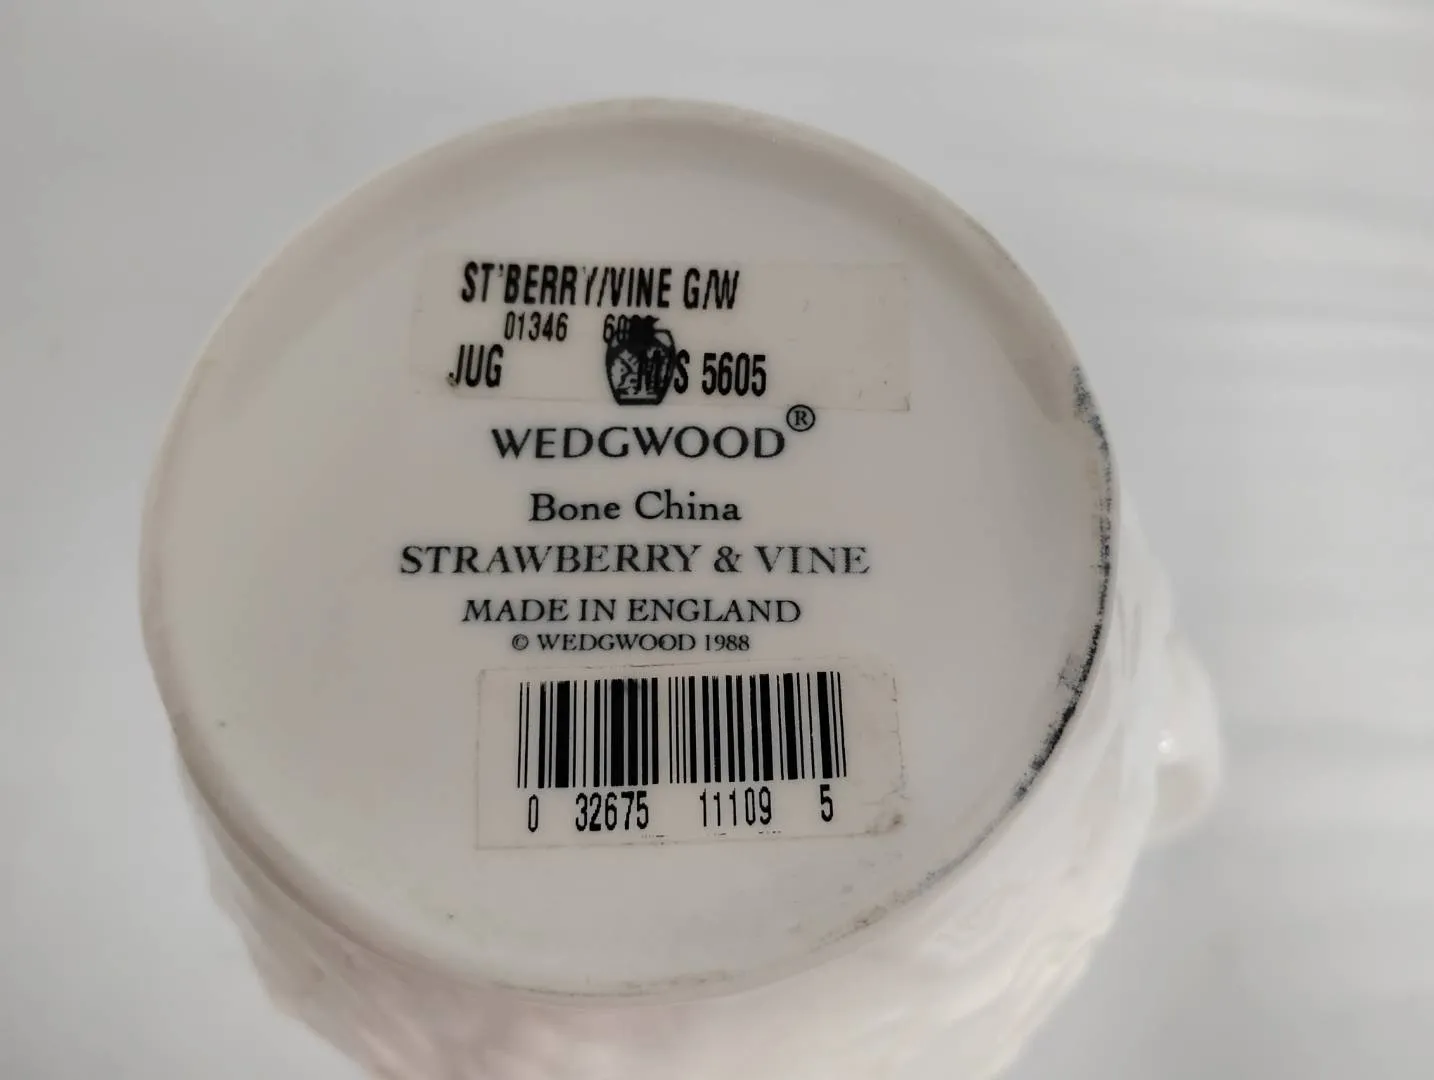 ST'BERRY/VINE G/W
01346
JUG 5605
WEDGWOOD®
Bone China
STRAWBERRY & VINE
MADE IN ENGLAND
© WEDGWOOD 1988
0 32675 11109 5